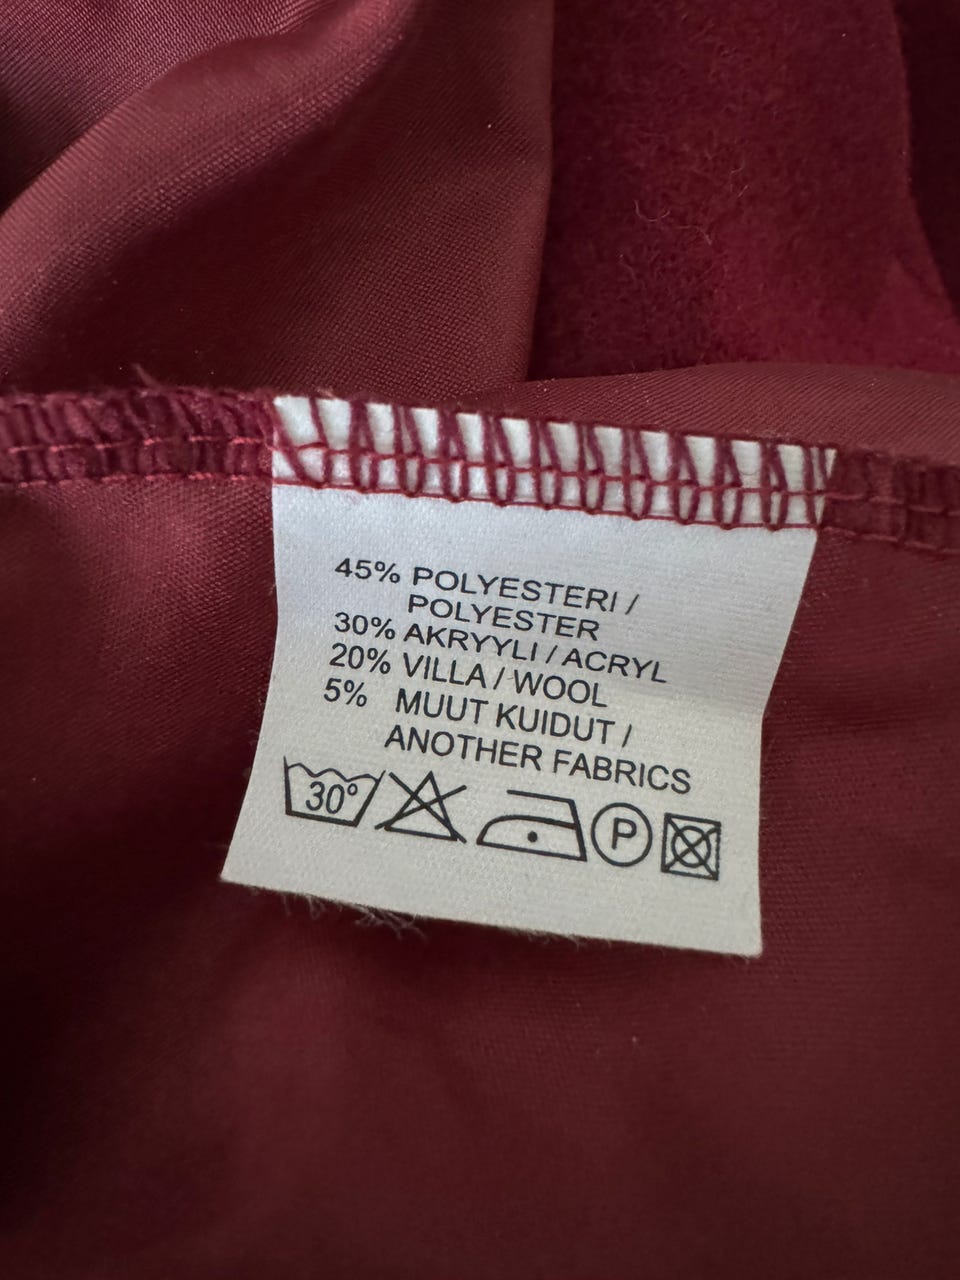 45% POLYESTERI /
POLYESTER
30% AKRYYLI / ACRYL
20% VILLA / WOOL
5% MUUT KUIDUT /
ANOTHER FABRICS
30° P